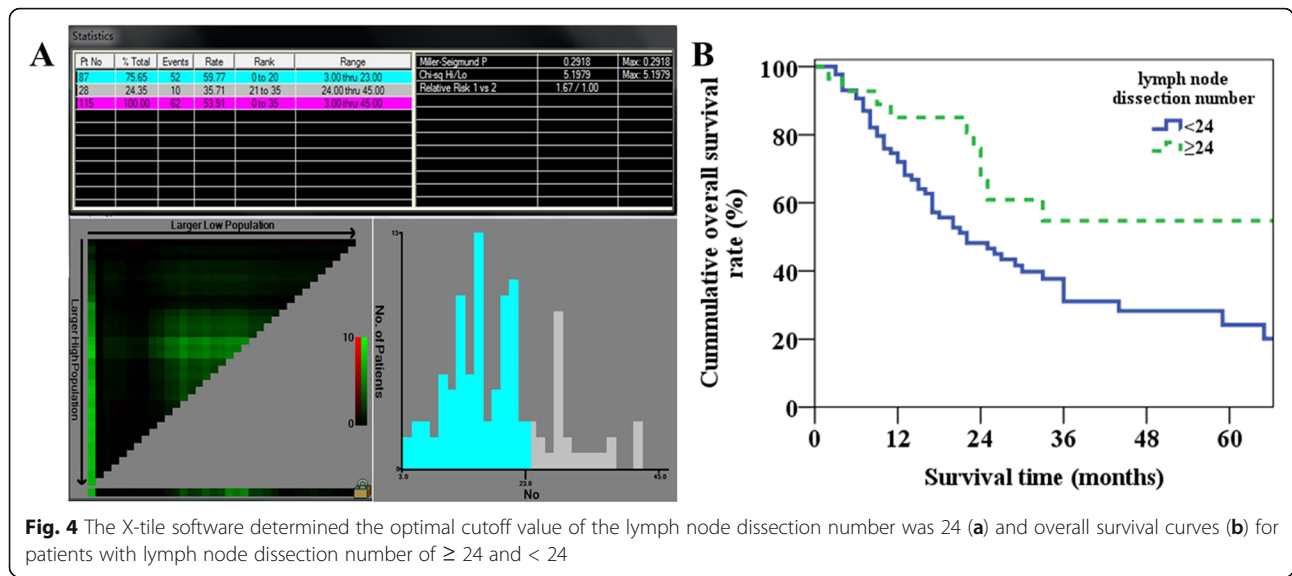 A
Statistics
Pt No % Total Events Rate Rank Range
87 75.65 52 59.77 0 to 20 3.00 thru 23.00
28 24.35 10 35.71 21 to 35 24.00 thru 45.00
115 100.00 62 53.91 0 to 35 3.00 thru 45.00
Miller-Seigmund P 0.2918 Max: 0.2918
Chi-sq Hi/Lo 5.1979 Max: 5.1979
Relative Risk 1 vs 2 1.67 / 1.00
Larger Low Population
Larger High Population
10
0
No. of Patients
15
0
3.0 23.0 45.0
No
B
Cummulative overall survival
rate (%)
100
80
60
40
20
0
lymph node
dissection number
<24
≥24
0 12 24 36 48 60
Survival time (months)
Fig. 4 The X-tile software determined the optimal cutoff value of the lymph node dissection number was 24 (a) and overall survival curves (b) for
patients with lymph node dissection number of ≥ 24 and < 24